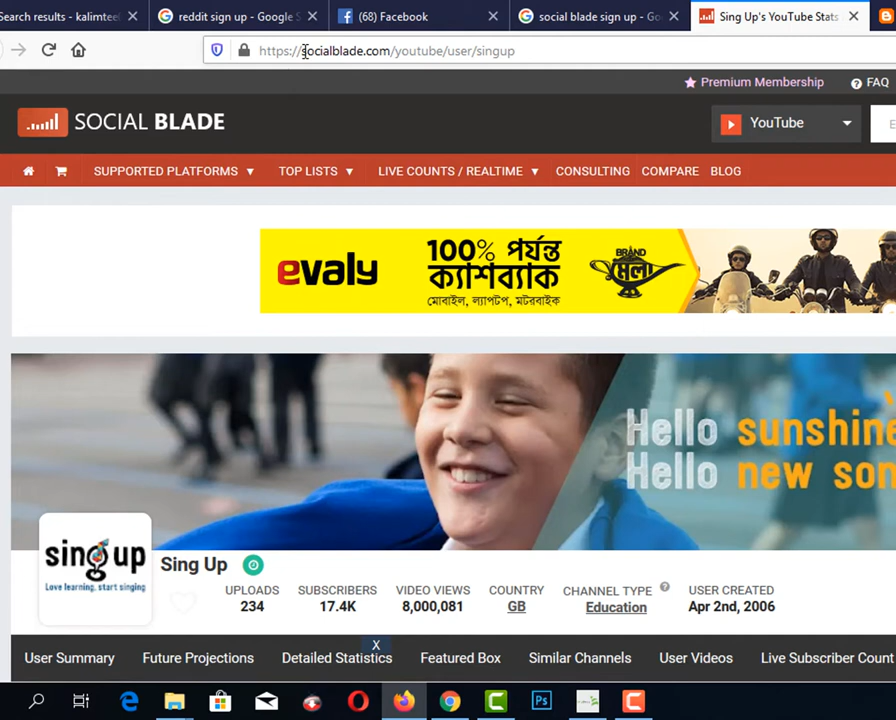 Search results - kalimteel
reddit sign up - Google S
(68) Facebook
social blade sign up - Go
Sing Up's YouTube Stats
https://socialblade.com/youtube/user/singup
Premium Membership
FAQ
SOCIAL BLADE
YouTube
E
SUPPORTED PLATFORMS
TOP LISTS
LIVE COUNTS / REALTIME
CONSULTING
COMPARE
BLOG
evaly
100% পর্যন্ত
ক্যাশব্যাক
মোবাইল, ল্যাপটপ, মটরবাইক
BRAND
মেলা
Hello sunshine
Hello new son
sing up
Love learning, start singing
Sing Up
UPLOADS
234
SUBSCRIBERS
17.4K
VIDEO VIEWS
8,000,081
COUNTRY
GB
CHANNEL TYPE
Education
USER CREATED
Apr 2nd, 2006
X
User Summary
Future Projections
Detailed Statistics
Featured Box
Similar Channels
User Videos
Live Subscriber Count
Ps